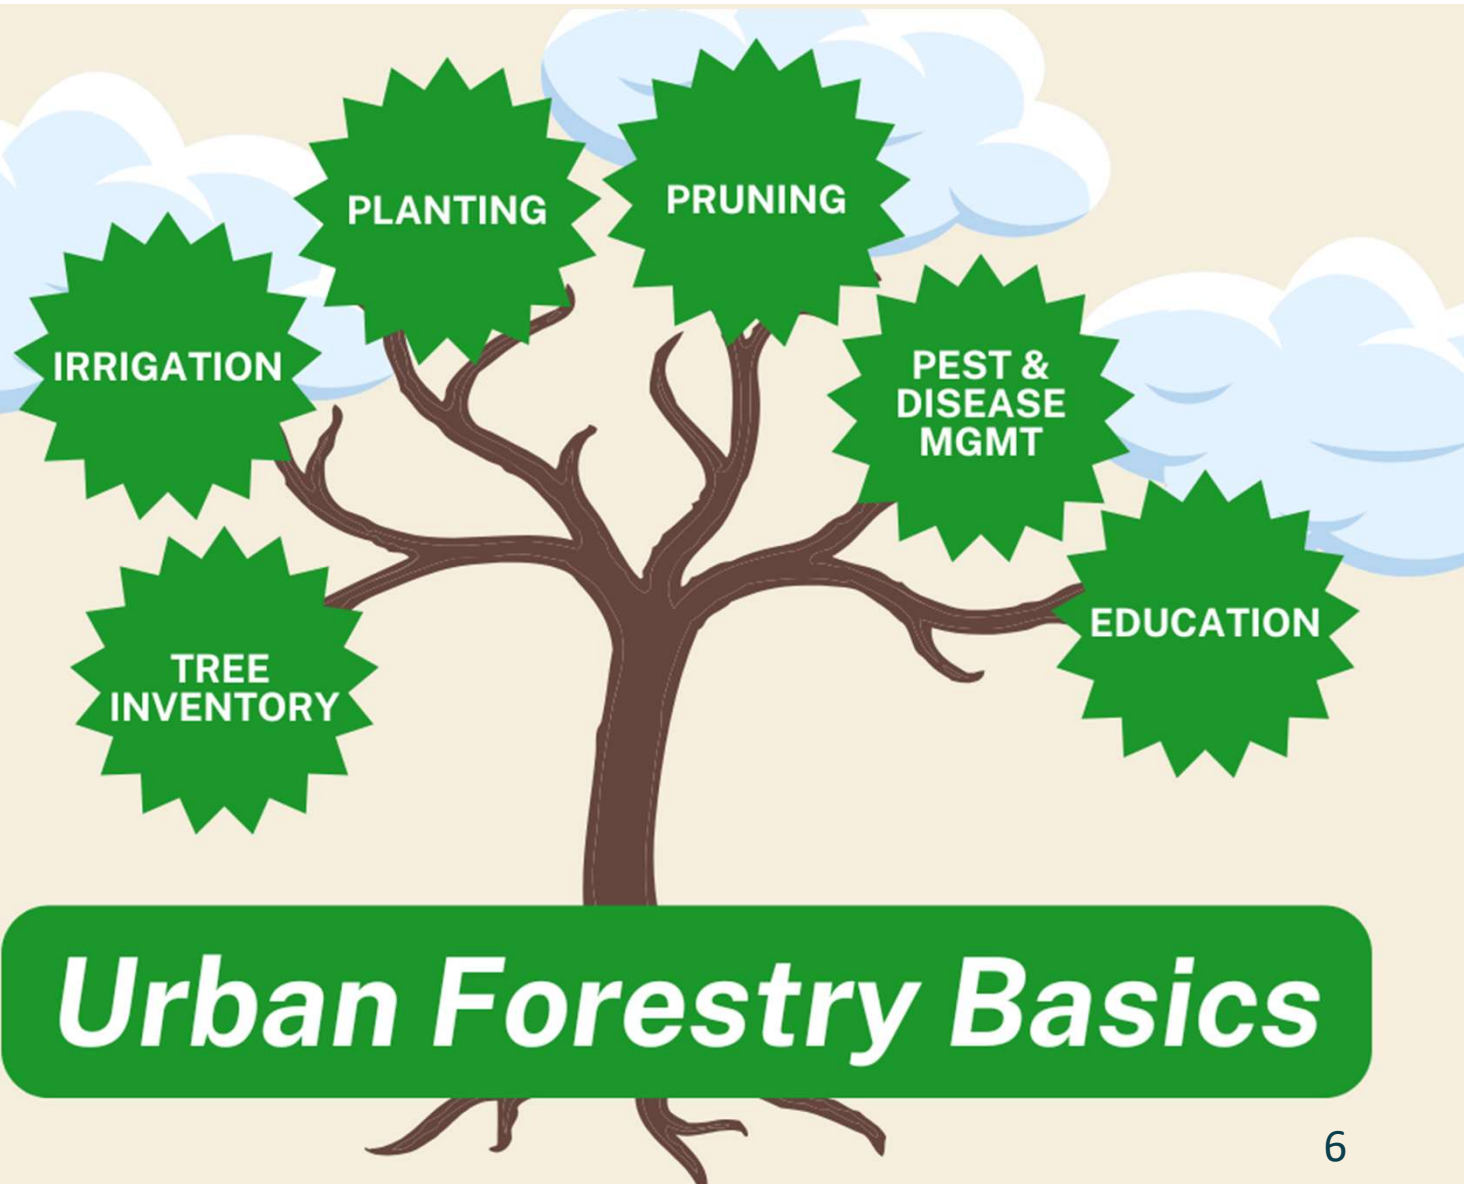 PLANTING
PRUNING
IRRIGATION
PEST &
DISEASE
MGMT
EDUCATION
TREE
INVENTORY
Urban Forestry Basics
6